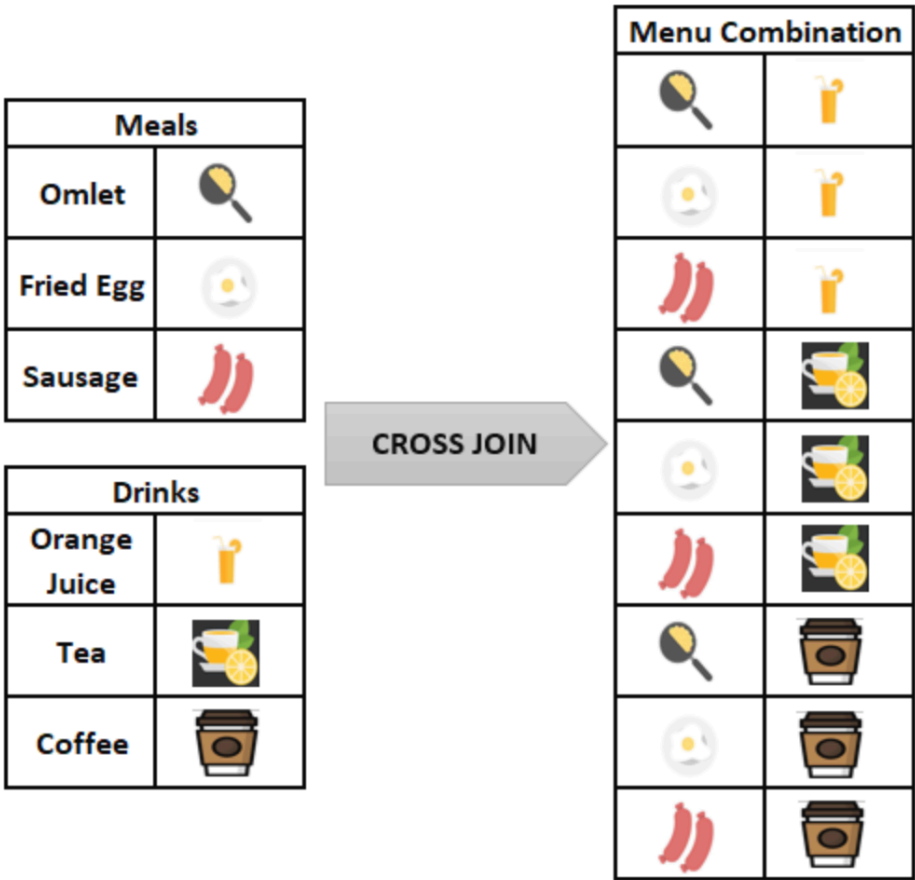 Meals
Omlet
Fried Egg
Sausage
Drinks
Orange
Juice
Tea
Coffee
CROSS JOIN
Menu Combination